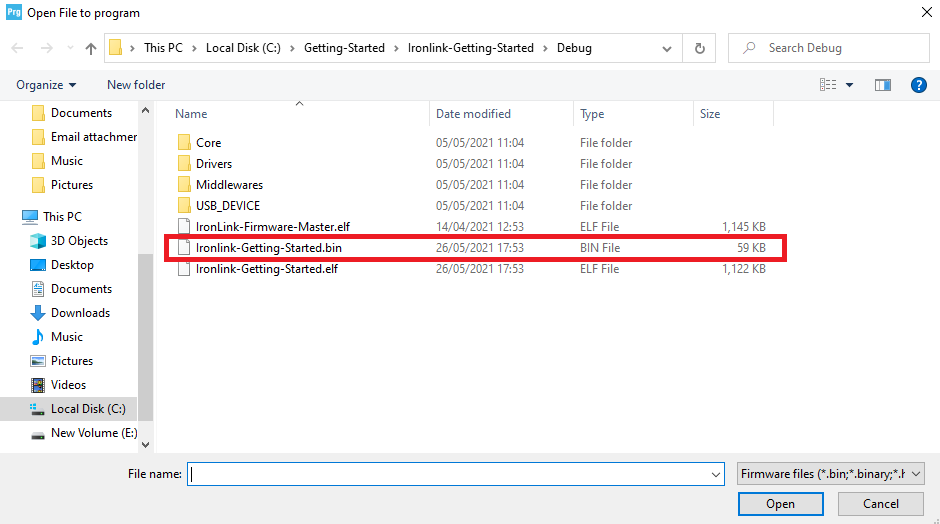 Prg Open File to program
This PC > Local Disk (C:) > Getting-Started > Ironlink-Getting-Started > Debug
Search Debug
Organize New folder
?
Documents
Email attachmer
Music
Pictures
This PC
3D Objects
Desktop
Documents
Downloads
Music
Pictures
Videos
Local Disk (C:)
New Volume (E:)
Name Date modified Type Size
Core 05/05/2021 11:04 File folder
Drivers 05/05/2021 11:04 File folder
Middlewares 05/05/2021 11:04 File folder
USB_DEVICE 05/05/2021 11:04 File folder
IronLink-Firmware-Master.elf 14/04/2021 12:53 ELF File 1,145 KB
Ironlink-Getting-Started.bin 26/05/2021 17:53 BIN File 59 KB
Ironlink-Getting-Started.elf 26/05/2021 17:53 ELF File 1,122 KB
File name: Firmware files (*.bin;*.binary;*.h
Open Cancel